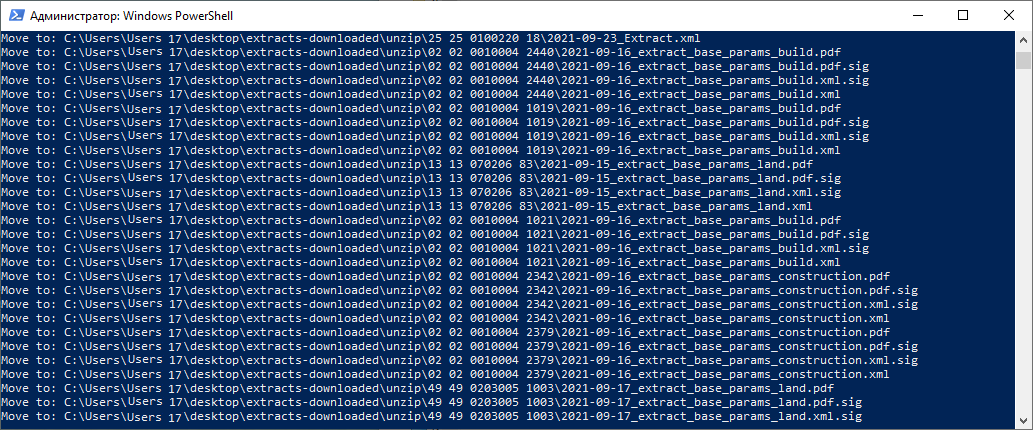 Администратор: Windows PowerShell
Move to: C:\Users\Users 17\desktop\extracts-downloaded\unzip\25 25 0100220 18\2021-09-23_Extract.xml
Move to: C:\Users\Users 17\desktop\extracts-downloaded\unzip\02 02 0010004 2440\2021-09-16_extract_base_params_build.pdf
Move to: C:\Users\Users 17\desktop\extracts-downloaded\unzip\02 02 0010004 2440\2021-09-16_extract_base_params_build.pdf.sig
Move to: C:\Users\Users 17\desktop\extracts-downloaded\unzip\02 02 0010004 2440\2021-09-16_extract_base_params_build.xml.sig
Move to: C:\Users\Users 17\desktop\extracts-downloaded\unzip\02 02 0010004 2440\2021-09-16_extract_base_params_build.xml
Move to: C:\Users\Users 17\desktop\extracts-downloaded\unzip\02 02 0010004 1019\2021-09-16_extract_base_params_build.pdf
Move to: C:\Users\Users 17\desktop\extracts-downloaded\unzip\02 02 0010004 1019\2021-09-16_extract_base_params_build.pdf.sig
Move to: C:\Users\Users 17\desktop\extracts-downloaded\unzip\02 02 0010004 1019\2021-09-16_extract_base_params_build.xml.sig
Move to: C:\Users\Users 17\desktop\extracts-downloaded\unzip\02 02 0010004 1019\2021-09-16_extract_base_params_build.xml
Move to: C:\Users\Users 17\desktop\extracts-downloaded\unzip\13 13 070206 83\2021-09-15_extract_base_params_land.pdf
Move to: C:\Users\Users 17\desktop\extracts-downloaded\unzip\13 13 070206 83\2021-09-15_extract_base_params_land.pdf.sig
Move to: C:\Users\Users 17\desktop\extracts-downloaded\unzip\13 13 070206 83\2021-09-15_extract_base_params_land.xml.sig
Move to: C:\Users\Users 17\desktop\extracts-downloaded\unzip\13 13 070206 83\2021-09-15_extract_base_params_land.xml
Move to: C:\Users\Users 17\desktop\extracts-downloaded\unzip\02 02 0010004 1021\2021-09-16_extract_base_params_build.pdf
Move to: C:\Users\Users 17\desktop\extracts-downloaded\unzip\02 02 0010004 1021\2021-09-16_extract_base_params_build.pdf.sig
Move to: C:\Users\Users 17\desktop\extracts-downloaded\unzip\02 02 0010004 1021\2021-09-16_extract_base_params_build.xml.sig
Move to: C:\Users\Users 17\desktop\extracts-downloaded\unzip\02 02 0010004 1021\2021-09-16_extract_base_params_build.xml
Move to: C:\Users\Users 17\desktop\extracts-downloaded\unzip\02 02 0010004 2342\2021-09-16_extract_base_params_construction.pdf
Move to: C:\Users\Users 17\desktop\extracts-downloaded\unzip\02 02 0010004 2342\2021-09-16_extract_base_params_construction.pdf.sig
Move to: C:\Users\Users 17\desktop\extracts-downloaded\unzip\02 02 0010004 2342\2021-09-16_extract_base_params_construction.xml.sig
Move to: C:\Users\Users 17\desktop\extracts-downloaded\unzip\02 02 0010004 2342\2021-09-16_extract_base_params_construction.xml
Move to: C:\Users\Users 17\desktop\extracts-downloaded\unzip\02 02 0010004 2379\2021-09-16_extract_base_params_construction.pdf
Move to: C:\Users\Users 17\desktop\extracts-downloaded\unzip\02 02 0010004 2379\2021-09-16_extract_base_params_construction.pdf.sig
Move to: C:\Users\Users 17\desktop\extracts-downloaded\unzip\02 02 0010004 2379\2021-09-16_extract_base_params_construction.xml.sig
Move to: C:\Users\Users 17\desktop\extracts-downloaded\unzip\02 02 0010004 2379\2021-09-16_extract_base_params_construction.xml
Move to: C:\Users\Users 17\desktop\extracts-downloaded\unzip\49 49 0203005 1003\2021-09-17_extract_base_params_land.pdf
Move to: C:\Users\Users 17\desktop\extracts-downloaded\unzip\49 49 0203005 1003\2021-09-17_extract_base_params_land.pdf.sig
Move to: C:\Users\Users 17\desktop\extracts-downloaded\unzip\49 49 0203005 1003\2021-09-17_extract_base_params_land.xml.sig